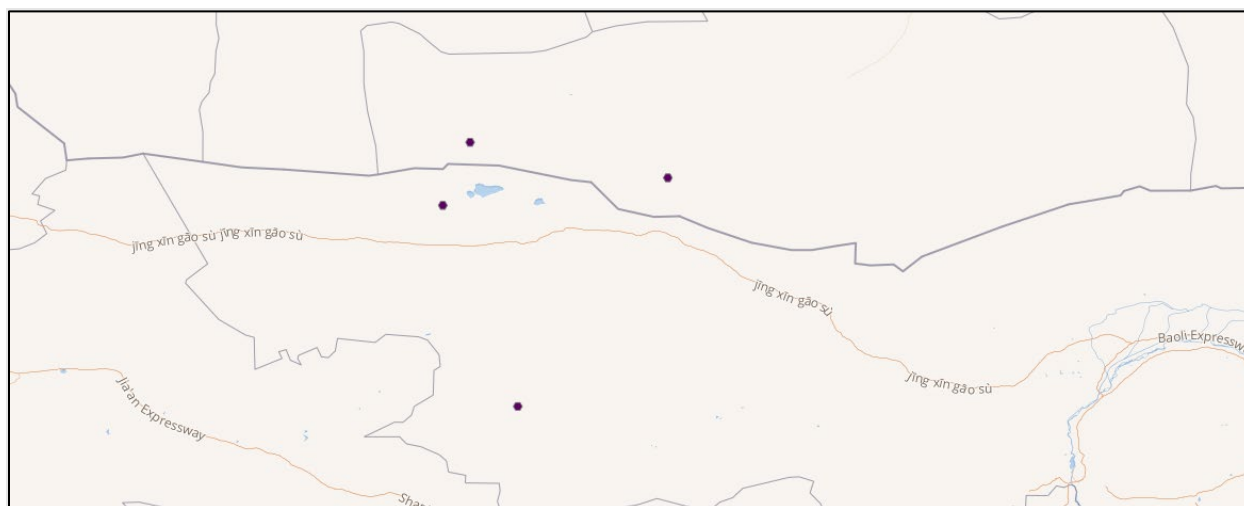 jīng xīn gāo sù jīng xīn gāo sù
jīng xīn gāo sù
Baoli-Expressw
jīng xīn gāo sù
Jia'an Expressway